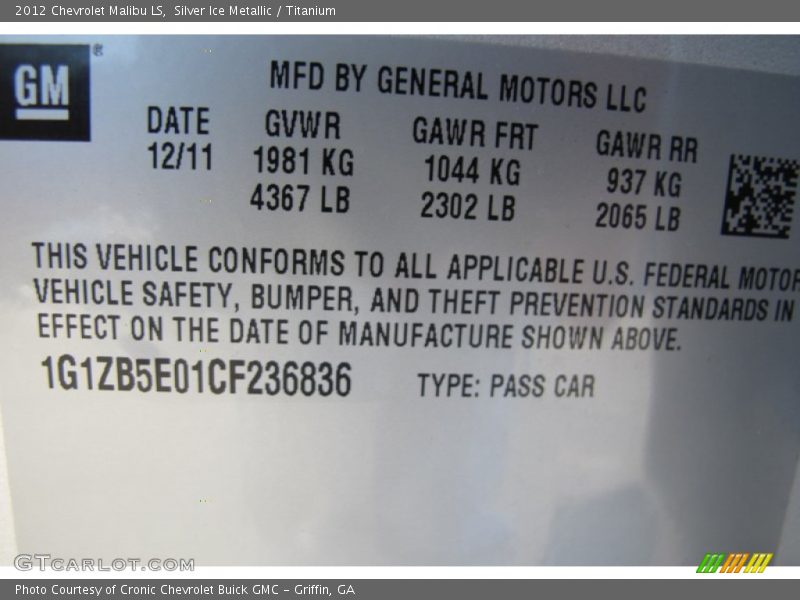 2012 Chevrolet Malibu LS, Silver Ice Metallic / Titanium
GM ®
MFD BY GENERAL MOTORS LLC
DATE GVWR GAWR FRT GAWR RR
12/11 1981 KG 1044 KG 937 KG
4367 LB 2302 LB 2065 LB
THIS VEHICLE CONFORMS TO ALL APPLICABLE U.S. FEDERAL MOTOR
VEHICLE SAFETY, BUMPER, AND THEFT PREVENTION STANDARDS IN
EFFECT ON THE DATE OF MANUFACTURE SHOWN ABOVE.
1G1ZB5E01CF236836 TYPE: PASS CAR
GTCARLOT.COM
Photo Courtesy of Cronic Chevrolet Buick GMC - Griffin, GA